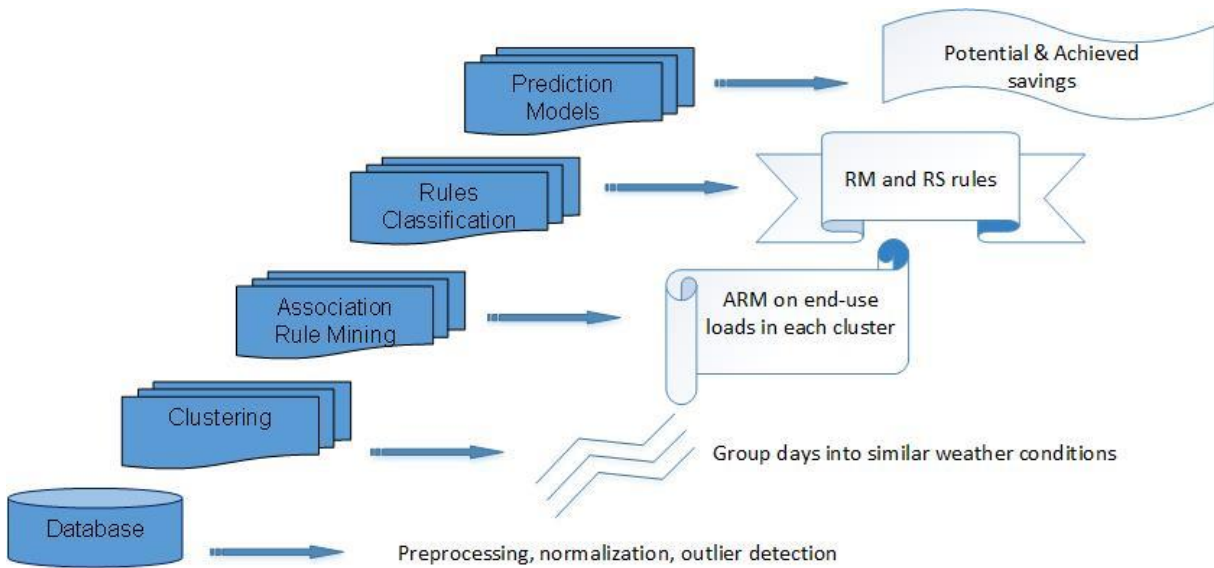 Prediction
Models
Potential & Achieved
savings
Rules
Classification
RM and RS rules
Association
Rule Mining
ARM on end-use
loads in each cluster
Clustering
Group days into similar weather conditions
Database
Preprocessing, normalization, outlier detection